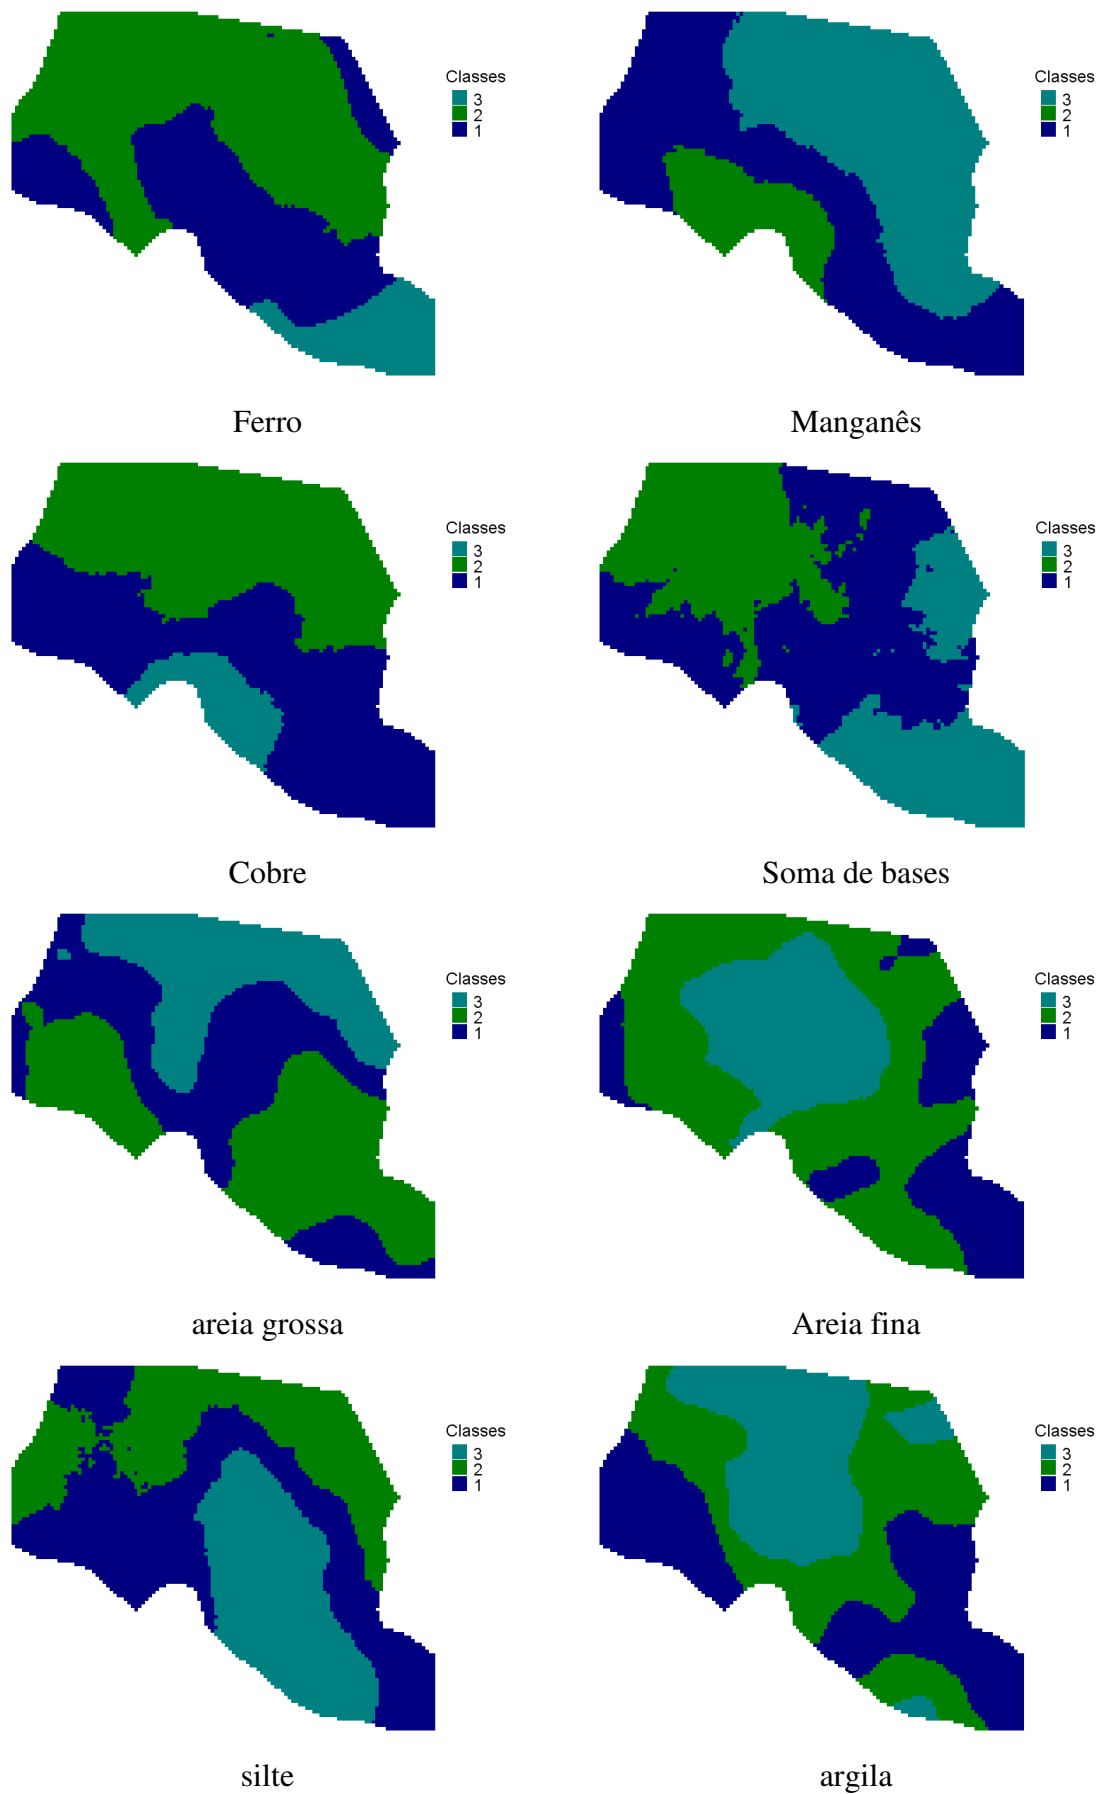 Classes
3
2
1
Classes
3
2
1
Ferro
Manganês
Classes
3
2
1
Classes
3
2
1
Cobre
Soma de bases
Classes
3
2
1
Classes
3
2
1
areia grossa
Areia fina
Classes
3
2
1
Classes
3
2
1
silte
argila